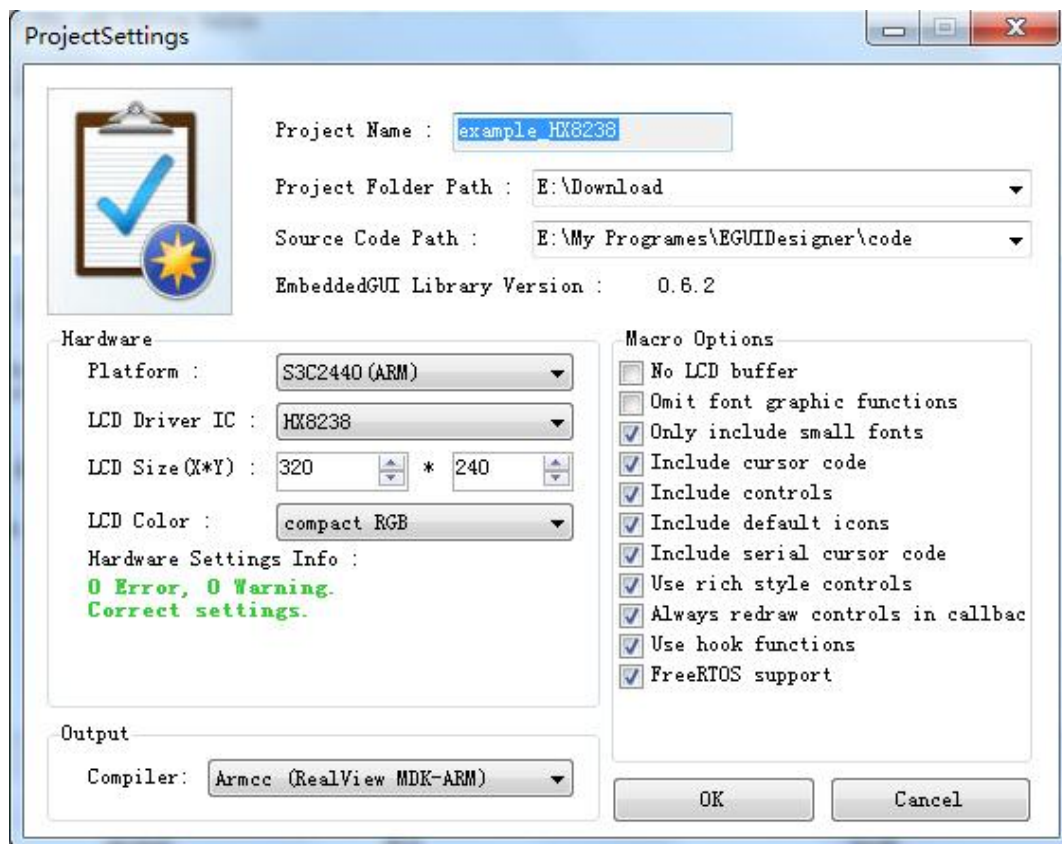 ProjectSettings
Project Name : example_HX8238
Project Folder Path : E:\Download
Source Code Path : E:\My Programes\EGUIDesigner\code
EmbeddedGUI Library Version : 0.6.2
Hardware
Platform : S3C2440(ARM)
LCD Driver IC : HX8238
LCD Size(X*Y) : 320 * 240
LCD Color : compact RGB
Hardware Settings Info :
0 Error, 0 Warning.
Correct settings.
Macro Options
No LCD buffer
Omit font graphic functions
Only include small fonts
Include cursor code
Include controls
Include default icons
Include serial cursor code
Use rich style controls
Always redraw controls in callbac
Use hook functions
FreeRTOS support
Output
Compiler: Armcc (RealView MDK-ARM)
OK
Cancel